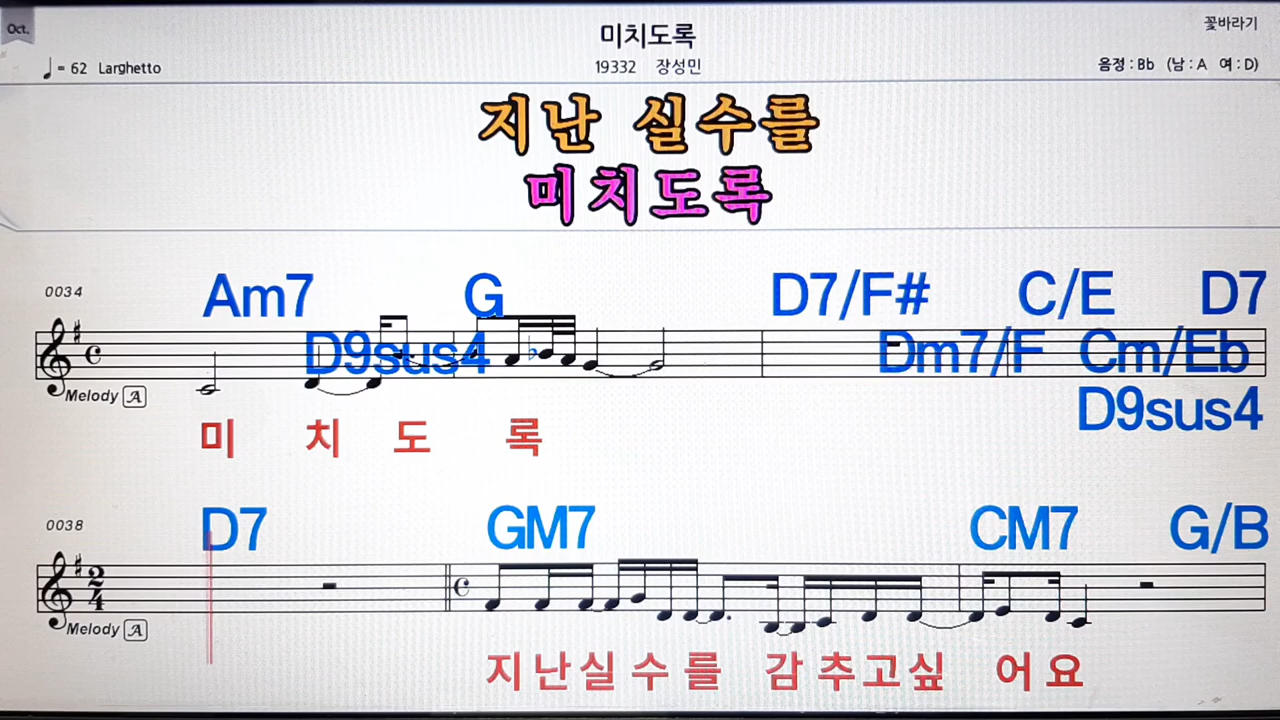 Oct.
미치도록
꽃바라기
♩= 62 Larghetto
19332 장성민
음정 : Bb (남 : A 여 : D)
지난 실수를
미치도록
0034
Am7 G D7/F# C/E D7
D9sus4 Dm7/F Cm/Eb
D9sus4
Melody A
미 치 도 록
0038
D7 GM7 CM7 G/B
2
4
Melody A
지난실수를 감추고싶 어요